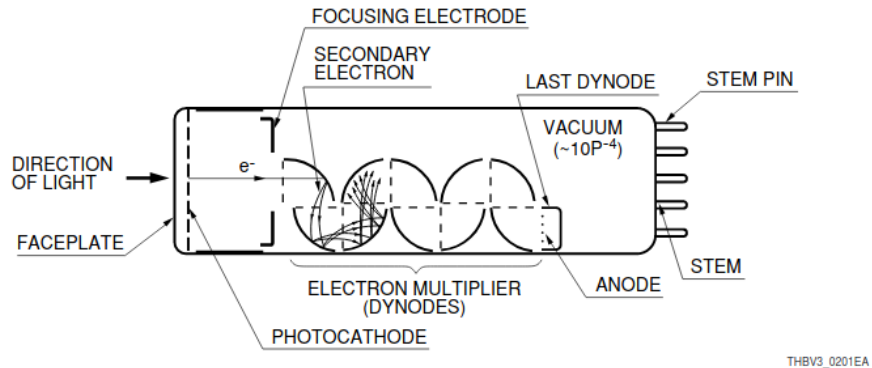 FOCUSING ELECTRODE
SECONDARY
ELECTRON
LAST DYNODE
STEM PIN
VACUUM
(~10P-4)
DIRECTION
OF LIGHT
e-
FACEPLATE
STEM
ELECTRON MULTIPLIER
(DYNODES)
ANODE
PHOTOCATHODE
THBV3_0201EA